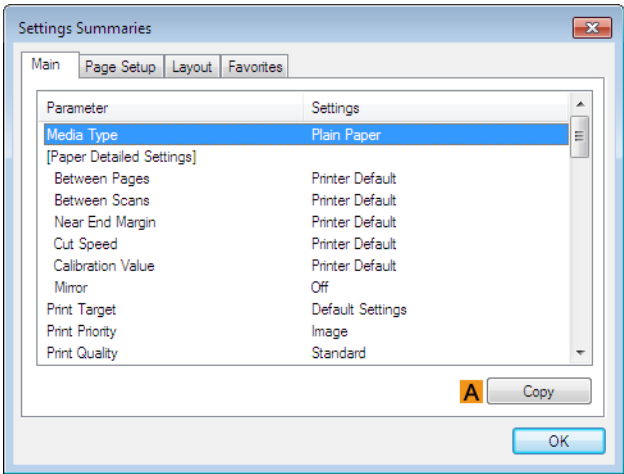 Settings Summaries
Main Page Setup Layout Favorites
Parameter Settings
Media Type Plain Paper
[Paper Detailed Settings]
Between Pages Printer Default
Between Scans Printer Default
Near End Margin Printer Default
Cut Speed Printer Default
Calibration Value Printer Default
Mirror Off
Print Target Default Settings
Print Priority Image
Print Quality Standard
A Copy
OK